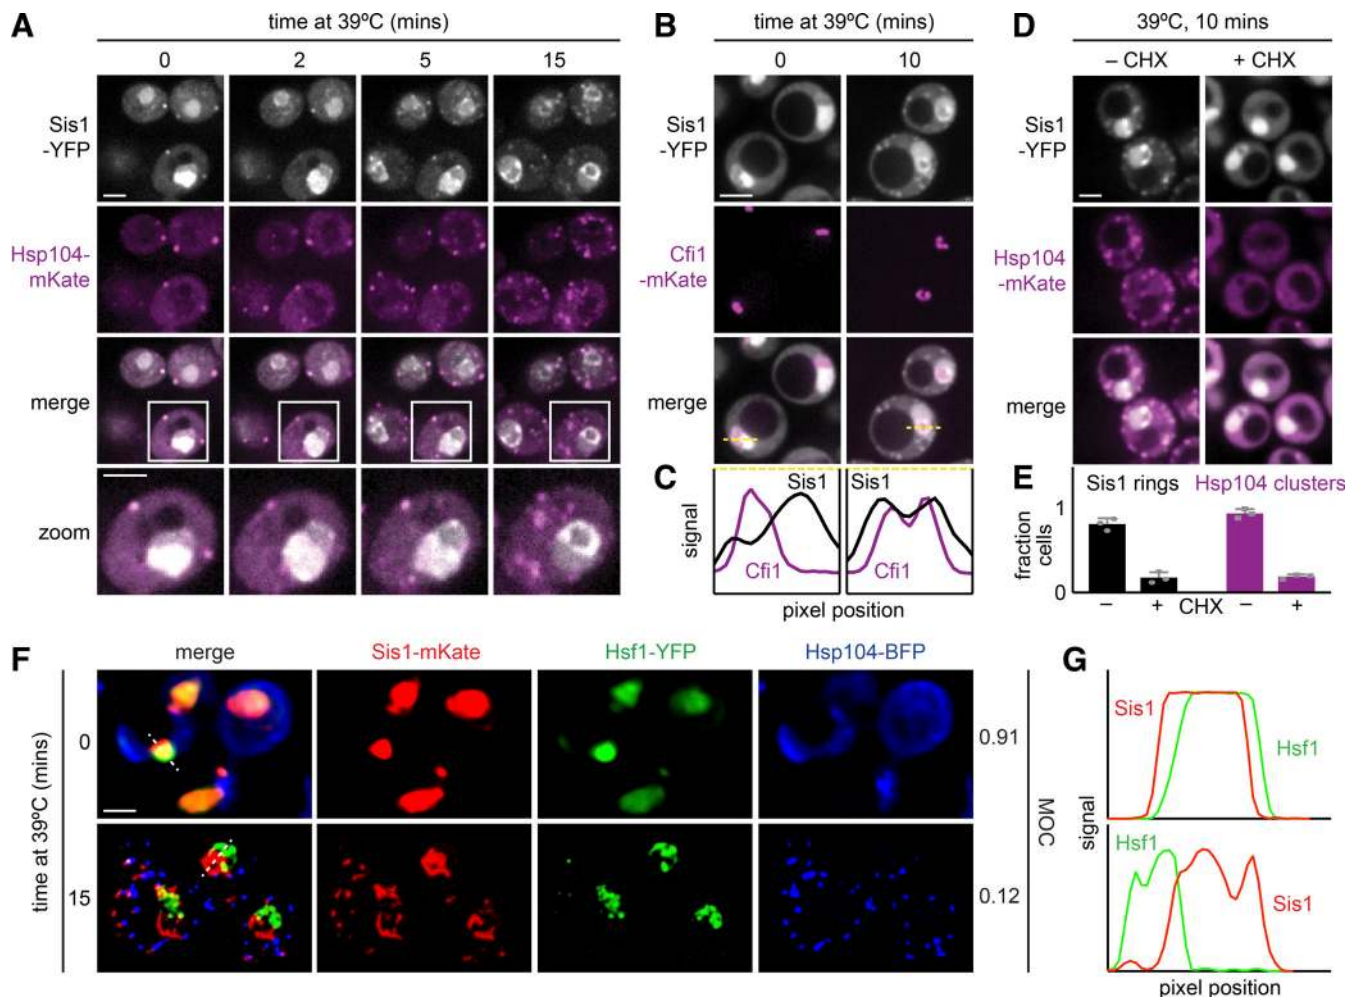 A
time at 39ºC (mins)
0 2 5 15
Sis1
-YFP
Hsp104-
mKate
merge
zoom
B
time at 39ºC (mins)
0 10
Sis1
-YFP
Cfi1
-mKate
merge
C
signal
Sis1
Cfi1
Sis1
Cfi1
pixel position
D
39ºC, 10 mins
– CHX + CHX
Sis1
-YFP
Hsp104
-mKate
merge
E
Sis1 rings Hsp104 clusters
fraction
cells
1
0
– + CHX – +
F
merge Sis1-mKate Hsf1-YFP Hsp104-BFP
time at 39ºC (mins)
0
15
0.91
0.12
MOC
G
signal
Sis1
Hsf1
Hsf1
Sis1
pixel position